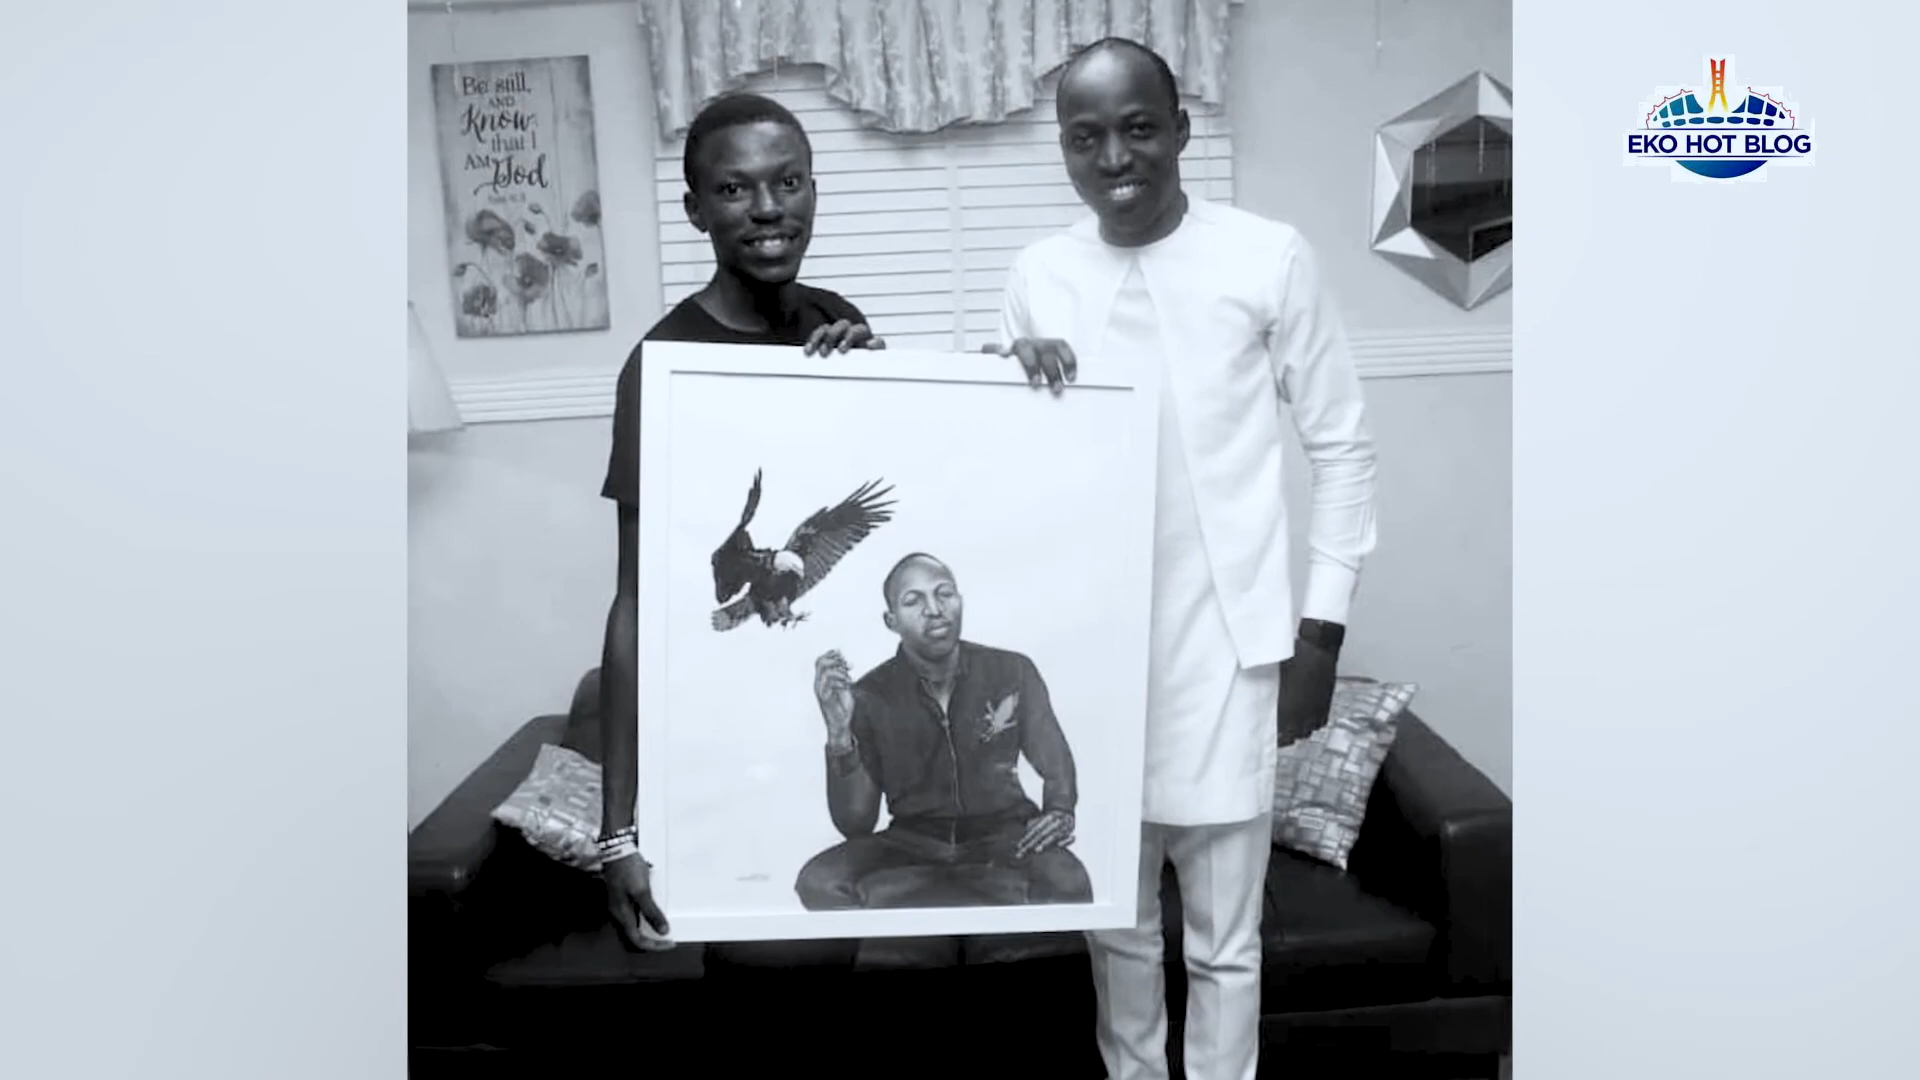 Be still,
AND
Know
that I
AM God
EKO HOT BLOG